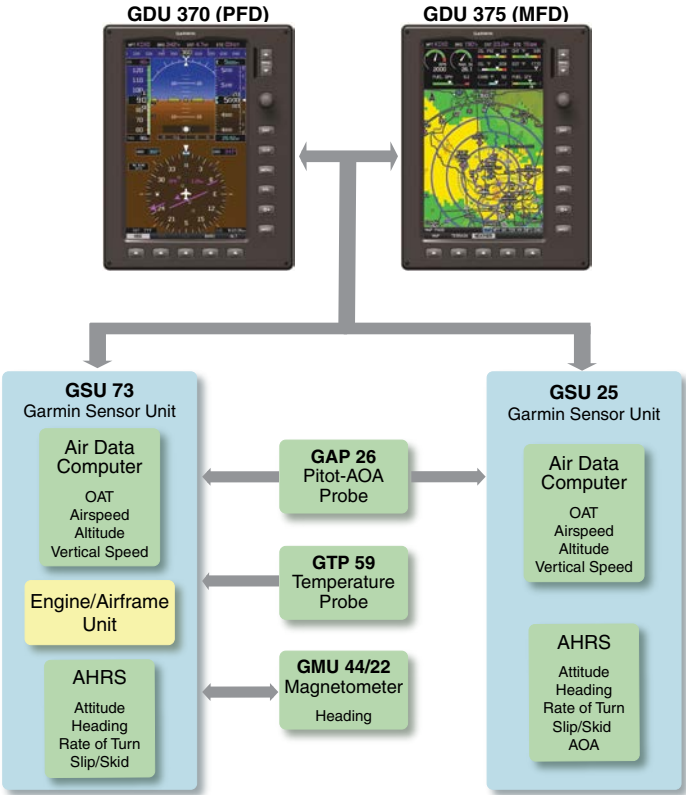 GDU 370 (PFD)
GDU 375 (MFD)
GSU 73
Garmin Sensor Unit
Air Data
Computer
OAT
Airspeed
Altitude
Vertical Speed
Engine/Airframe
Unit
AHRS
Attitude
Heading
Rate of Turn
Slip/Skid
GAP 26
Pitot-AOA
Probe
GTP 59
Temperature
Probe
GMU 44/22
Magnetometer
Heading
GSU 25
Garmin Sensor Unit
Air Data
Computer
OAT
Airspeed
Altitude
Vertical Speed
AHRS
Attitude
Heading
Rate of Turn
Slip/Skid
AOA